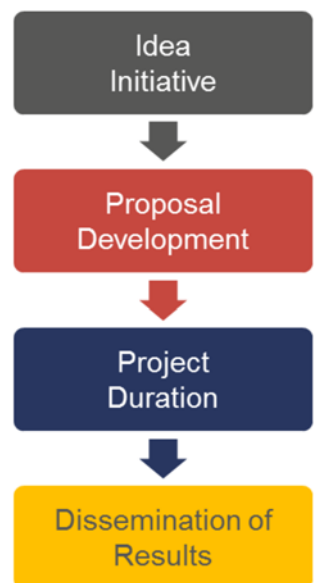 Idea
Initiative
Proposal
Development
Project
Duration
Dissemination of
Results